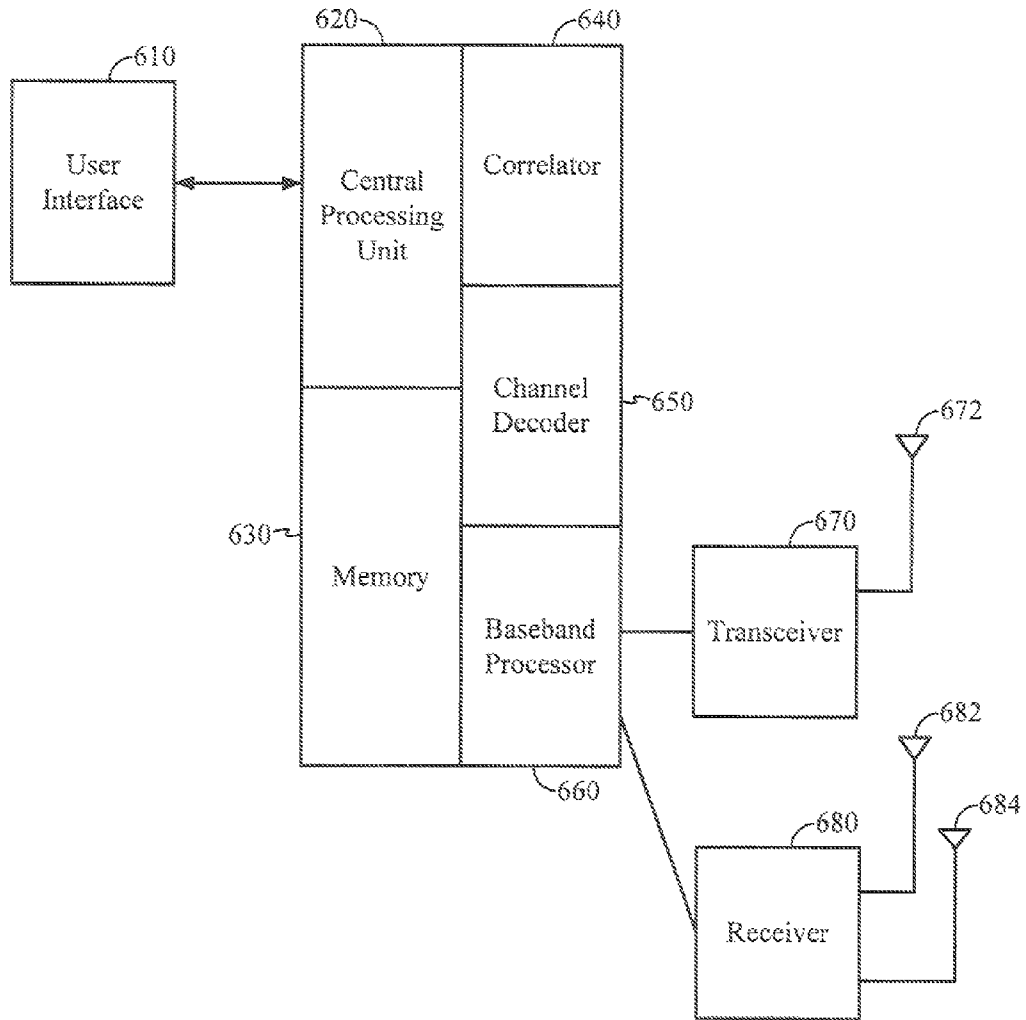 620
640
610
User
Interface
Central
Processing
Unit
Correlator
Channel
Decoder
650
672
630
Memory
670
Baseband
Processor
Transceiver
682
660
684
680
Receiver